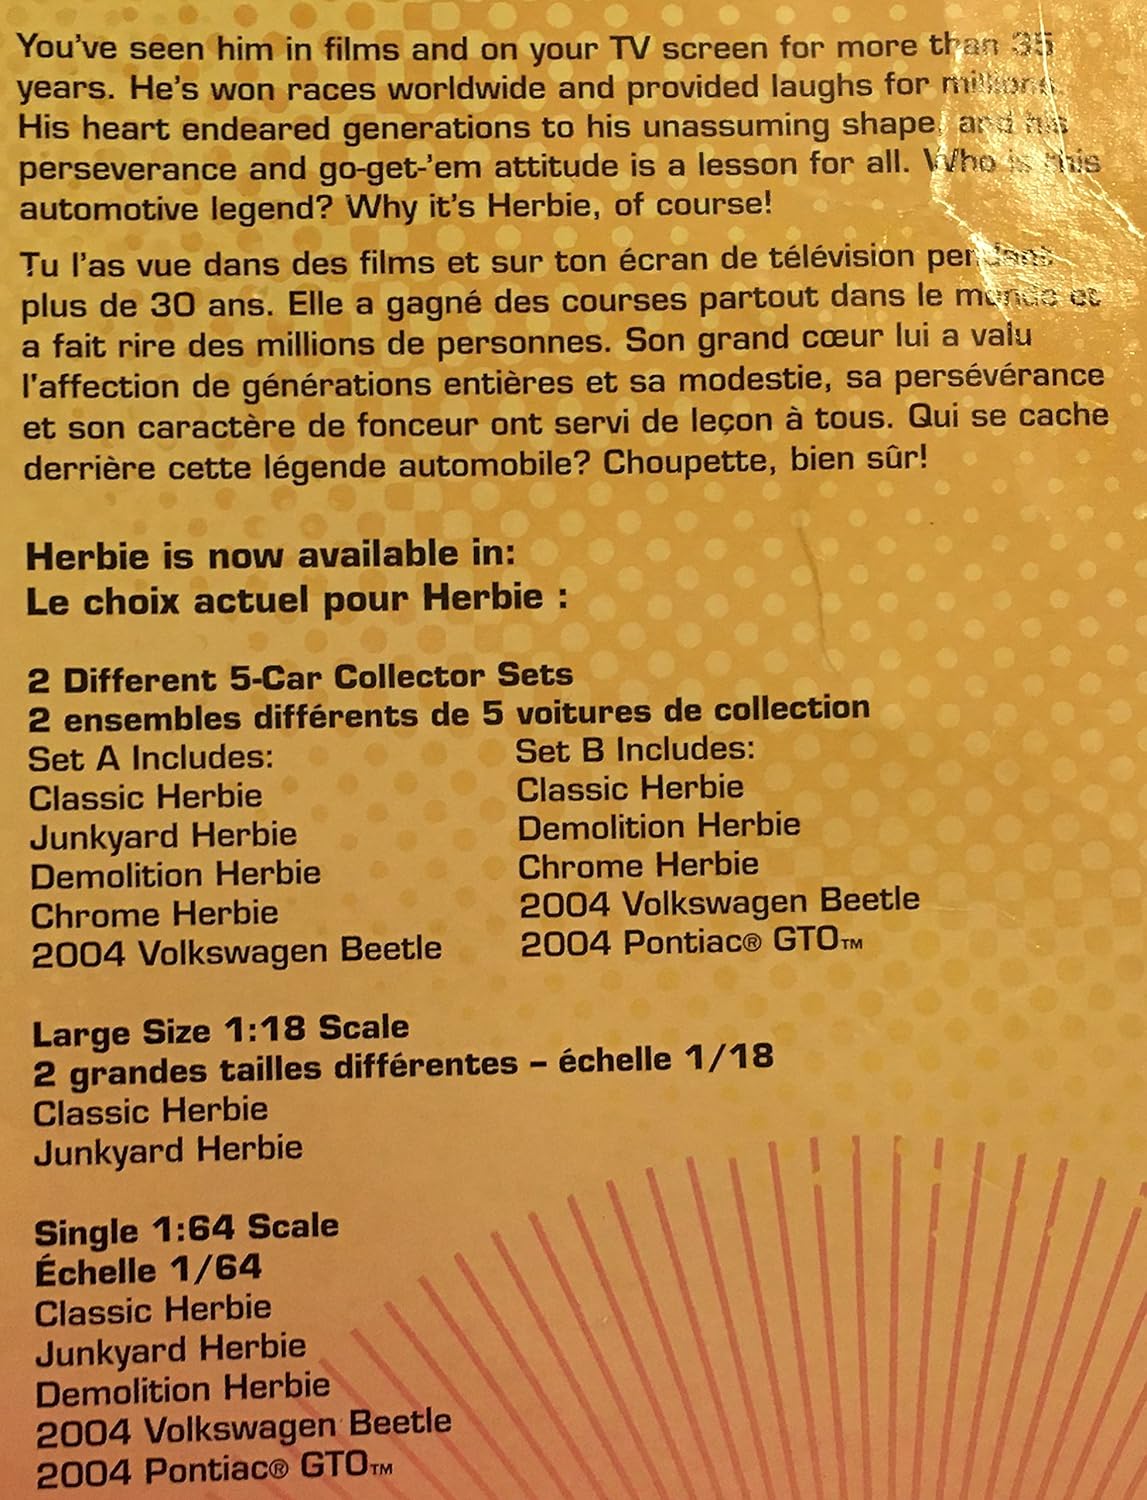 You've seen him in films and on your TV screen for more than 35
years. He's won races worldwide and provided laughs for millions.
His heart endeared generations to his unassuming shape, and his
perseverance and go-get-'em attitude is a lesson for all. Who is this
automotive legend? Why it's Herbie, of course!
Tu l'as vue dans des films et sur ton écran de télévision pendant
plus de 30 ans. Elle a gagné des courses partout dans le monde et
a fait rire des millions de personnes. Son grand cœur lui a valu
l'affection de générations entières et sa modestie, sa persévérance
et son caractère de fonceur ont servi de leçon à tous. Qui se cache
derrière cette légende automobile? Choupette, bien sûr!
Herbie is now available in:
Le choix actuel pour Herbie :
2 Different 5-Car Collector Sets
2 ensembles différents de 5 voitures de collection
Set A Includes:
Classic Herbie
Junkyard Herbie
Demolition Herbie
Chrome Herbie
2004 Volkswagen Beetle
Set B Includes:
Classic Herbie
Demolition Herbie
Chrome Herbie
2004 Volkswagen Beetle
2004 Pontiac® GTO™
Large Size 1:18 Scale
2 grandes tailles différentes – échelle 1/18
Classic Herbie
Junkyard Herbie
Single 1:64 Scale
Échelle 1/64
Classic Herbie
Junkyard Herbie
Demolition Herbie
2004 Volkswagen Beetle
2004 Pontiac® GTO™